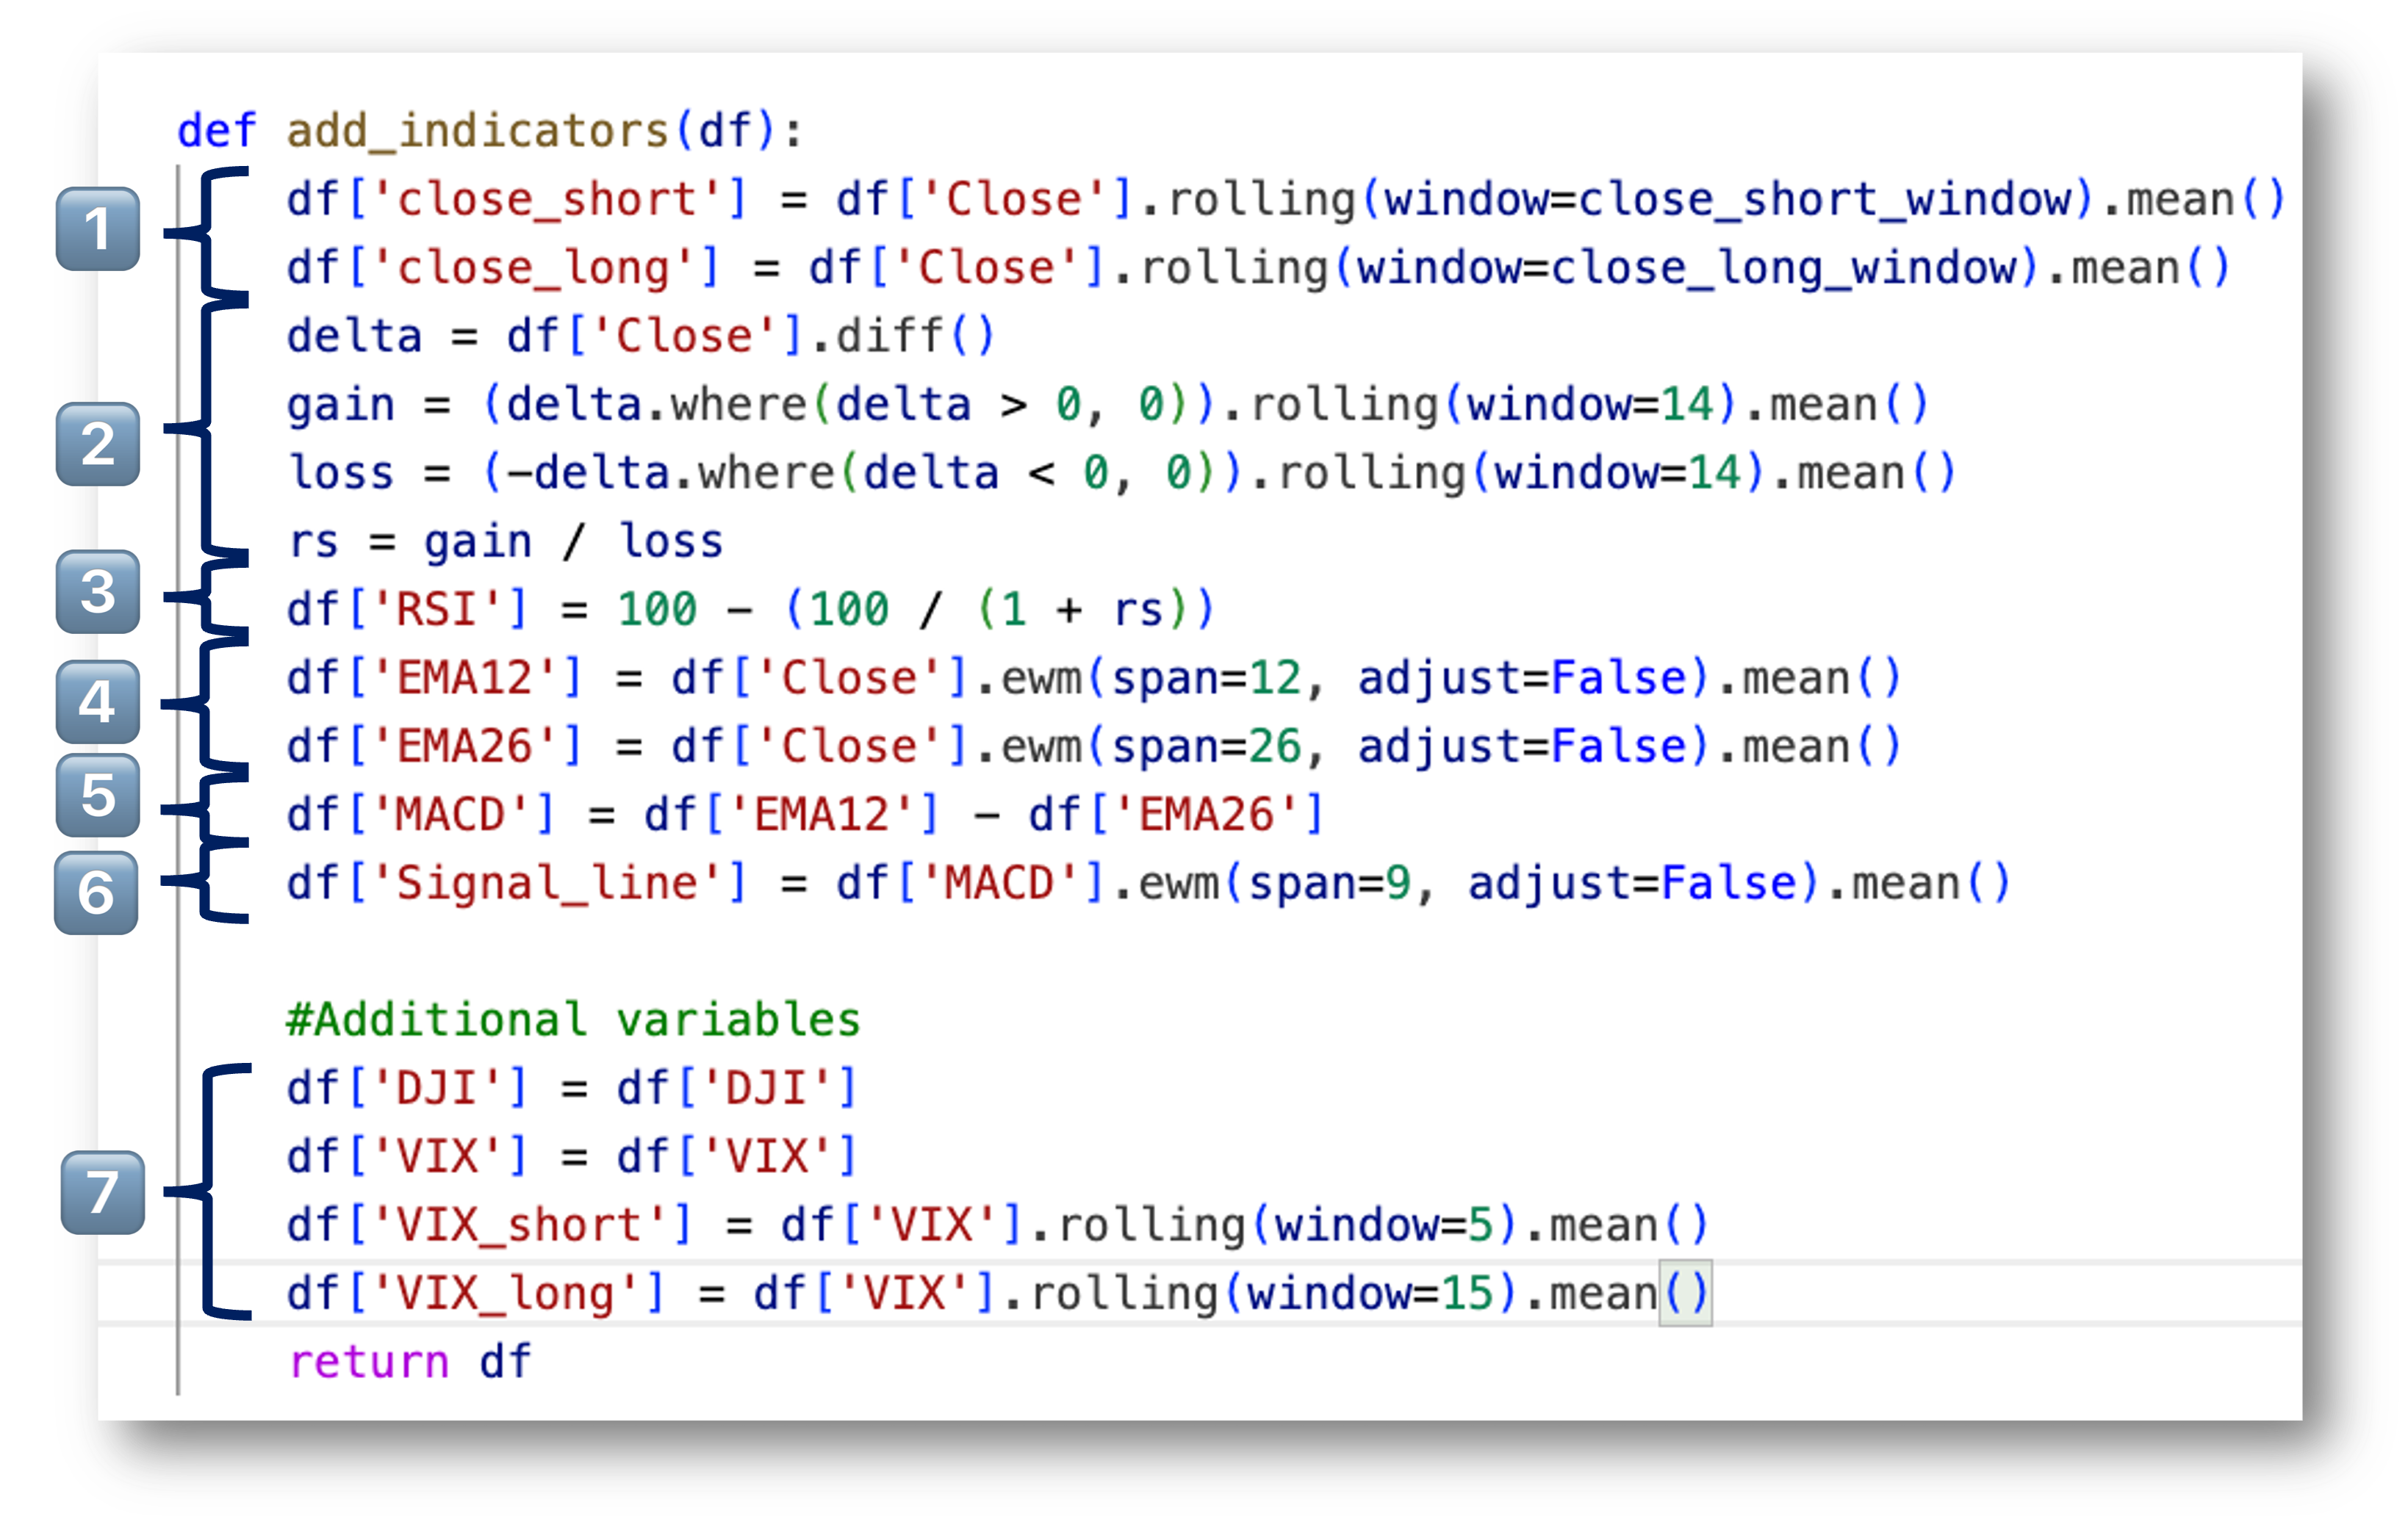 def add_indicators(df):
1
df['close_short'] = df['Close'].rolling(window=close_short_window).mean()
df['close_long'] = df['Close'].rolling(window=close_long_window).mean()
2
delta = df['Close'].diff()
gain = (delta.where(delta > 0, 0)).rolling(window=14).mean()
loss = (-delta.where(delta < 0, 0)).rolling(window=14).mean()
rs = gain / loss
3
df['RSI'] = 100 - (100 / (1 + rs))
4
df['EMA12'] = df['Close'].ewm(span=12, adjust=False).mean()
df['EMA26'] = df['Close'].ewm(span=26, adjust=False).mean()
5
df['MACD'] = df['EMA12'] - df['EMA26']
6
df['Signal_line'] = df['MACD'].ewm(span=9, adjust=False).mean()
#Additional variables
7
df['DJI'] = df['DJI']
df['VIX'] = df['VIX']
df['VIX_short'] = df['VIX'].rolling(window=5).mean()
df['VIX_long'] = df['VIX'].rolling(window=15).mean()
return df